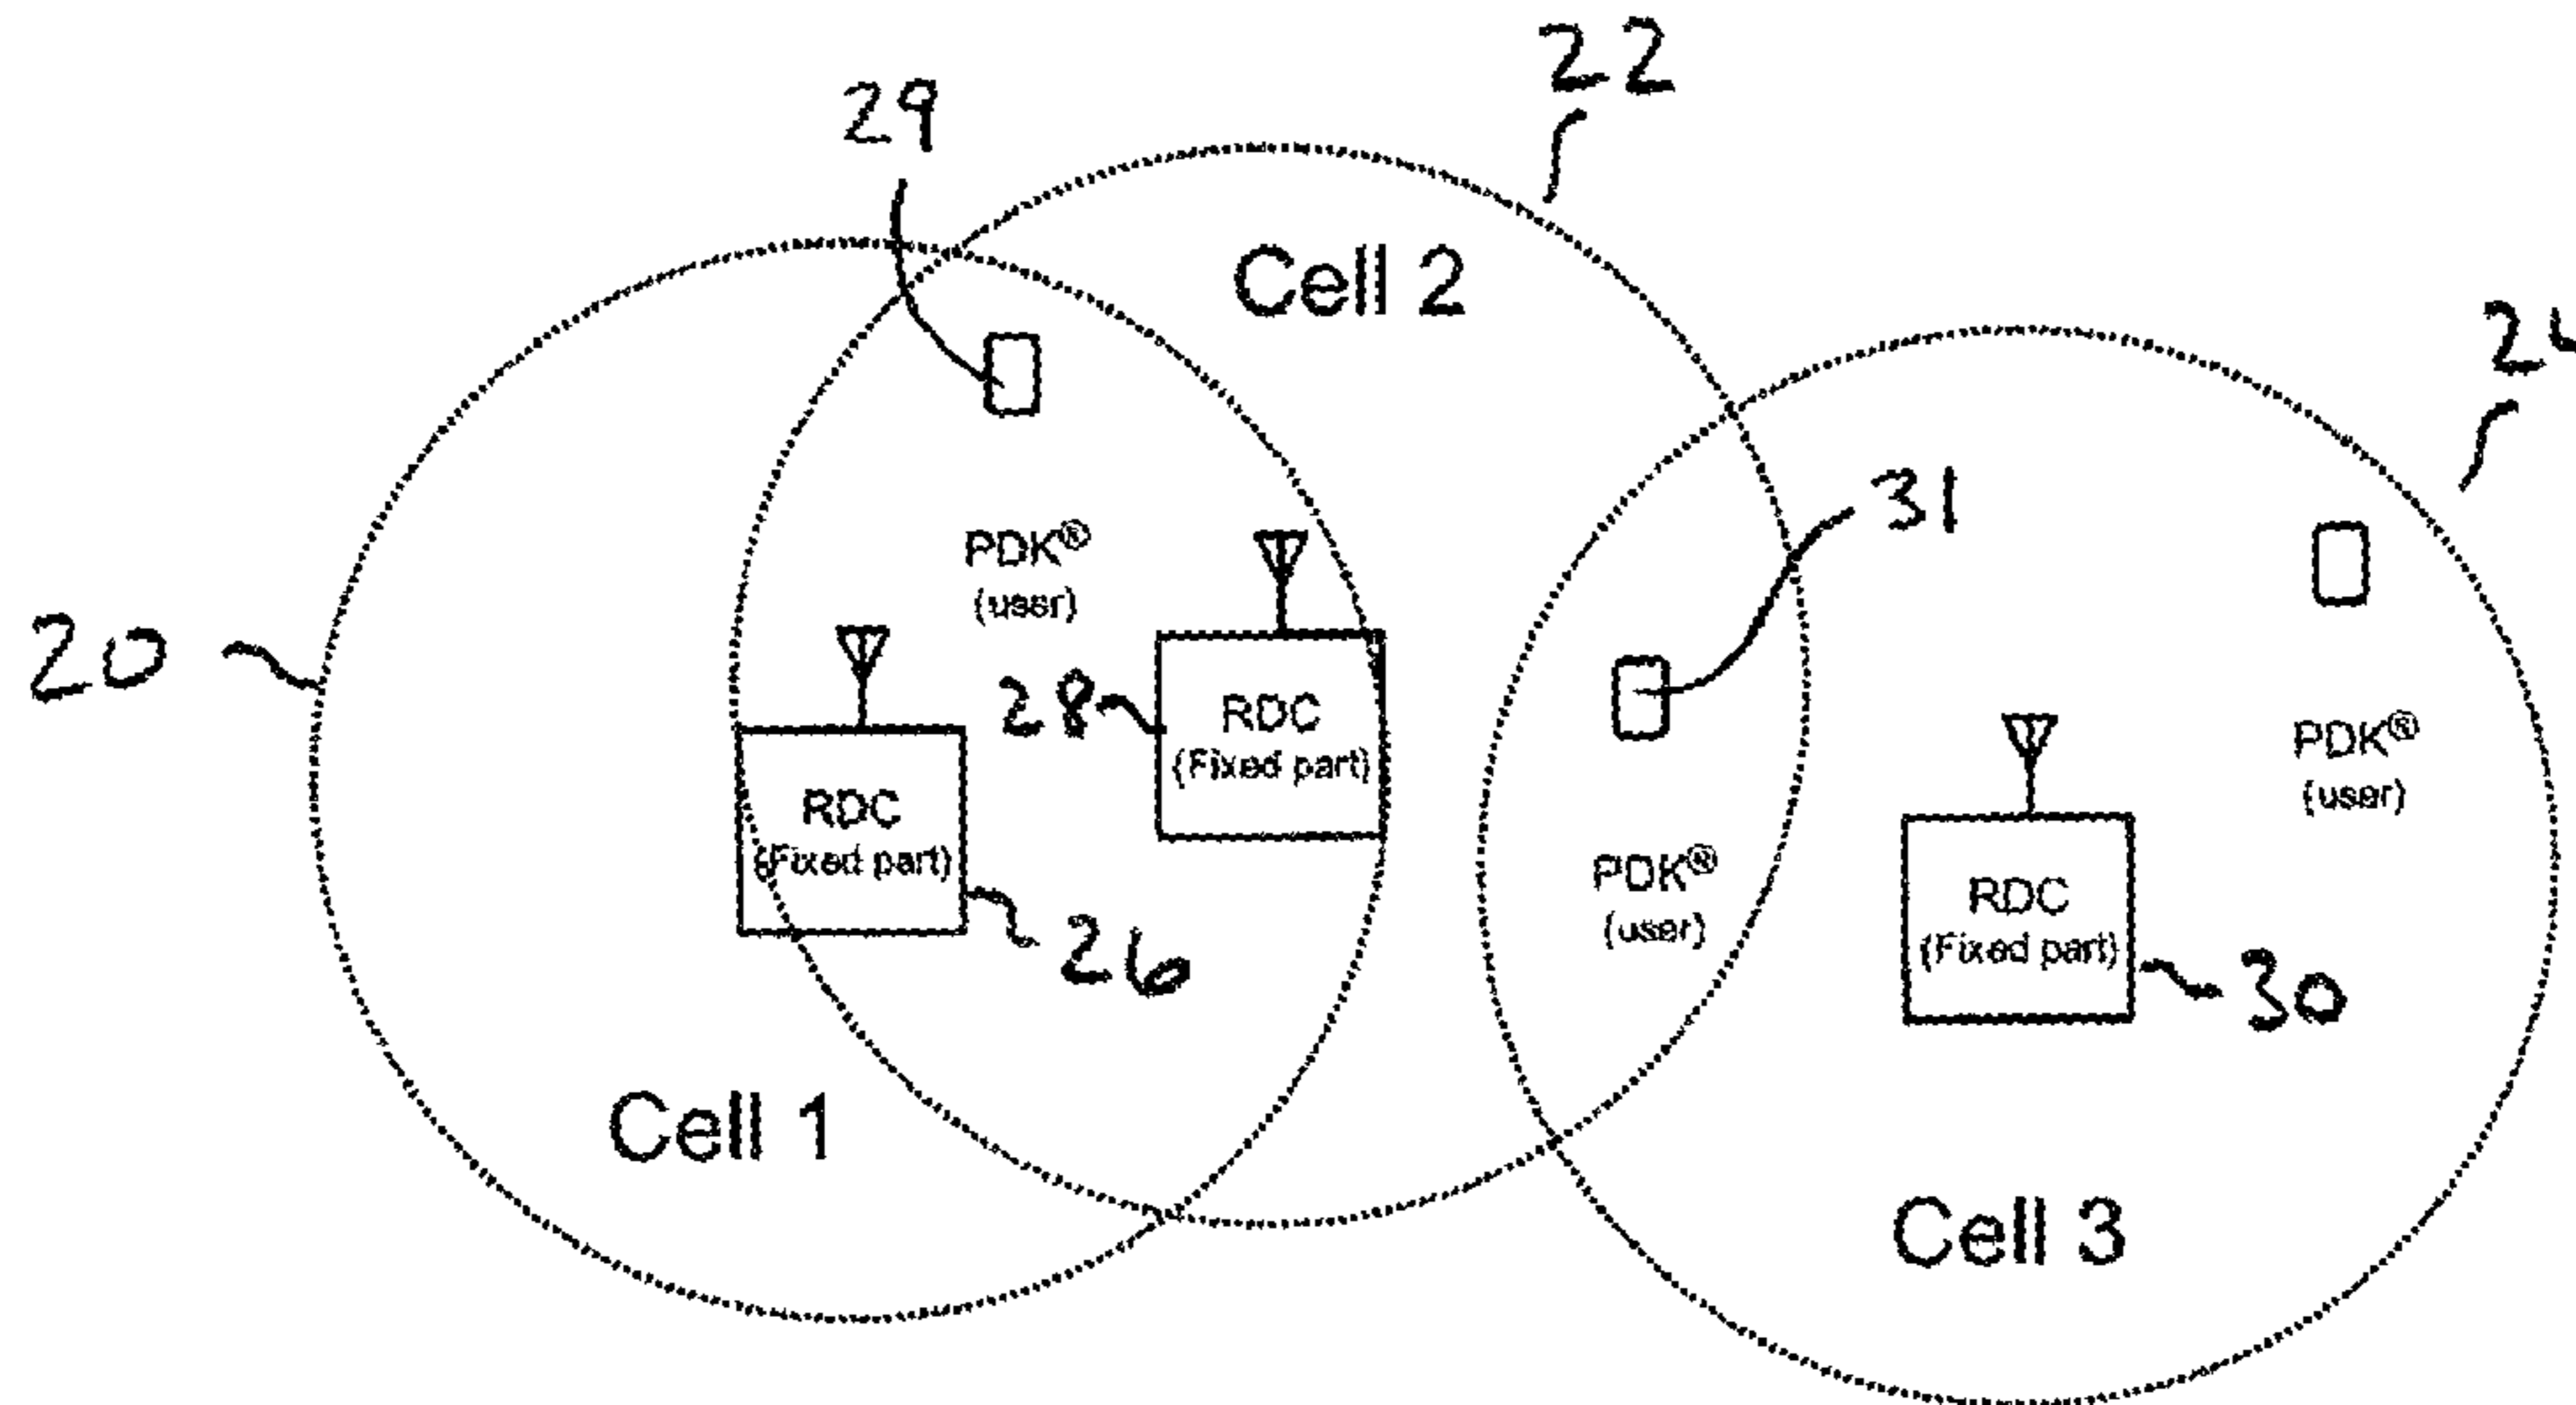 22
29
Cell 2
24
31
PDK®
(user)
20
28
RDC
(Fixed part)
PDK®
(user)
RDC
(Fixed part)
26
PDK®
(user)
RDC
(Fixed part)
30
Cell 1
Cell 3